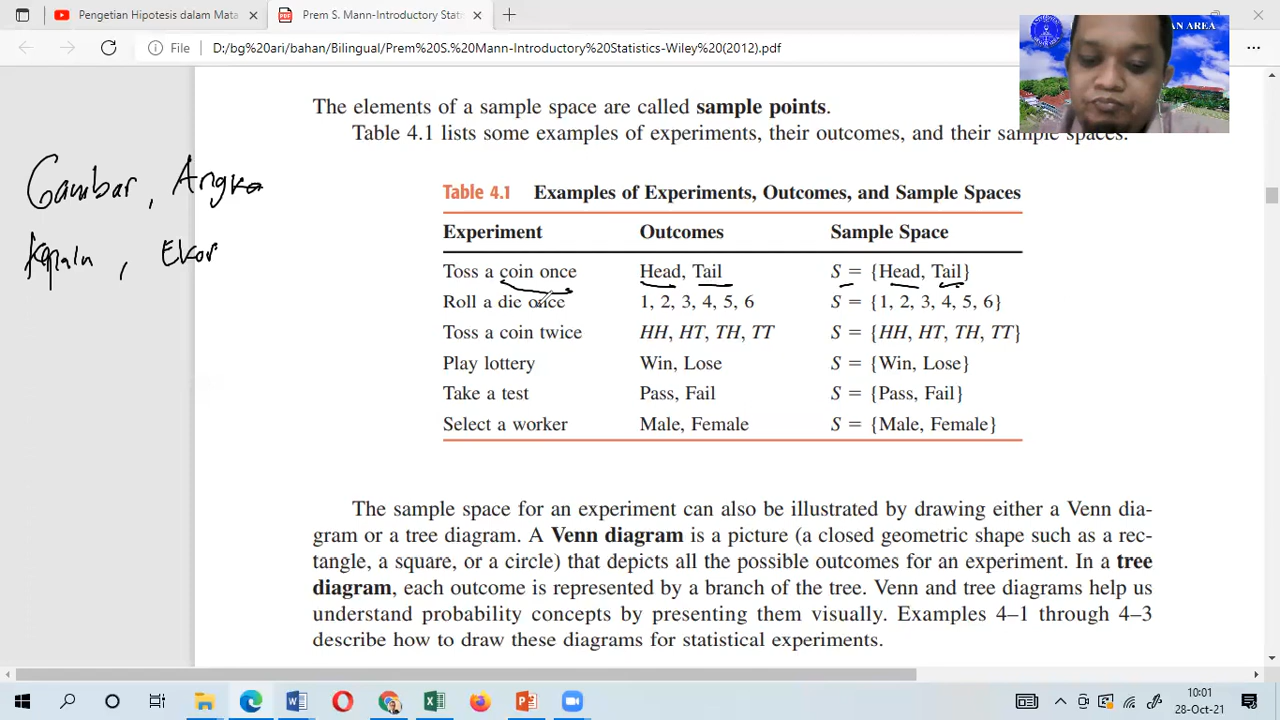 Pengertian Hipotesis dalam Mata
Prem S. Mann-Introductory Stat
File
D:/bg%20ari/bahan/Bilingual/Prem%20S.%20Mann-Introductory%20Statistics-Wiley%20(2012).pdf
AN AREA
The elements of a sample space are called sample points.
Table 4.1 lists some examples of experiments, their outcomes, and their sample spaces.
Gambar, Angka
Kepala, Ekor
Table 4.1 Examples of Experiments, Outcomes, and Sample Spaces
Experiment Outcomes Sample Space
Toss a coin once Head, Tail S = {Head, Tail}
Roll a die once 1, 2, 3, 4, 5, 6 S = {1, 2, 3, 4, 5, 6}
Toss a coin twice HH, HT, TH, TT S = {HH, HT, TH, TT}
Play lottery Win, Lose S = {Win, Lose}
Take a test Pass, Fail S = {Pass, Fail}
Select a worker Male, Female S = {Male, Female}
The sample space for an experiment can also be illustrated by drawing either a Venn dia-
gram or a tree diagram. A Venn diagram is a picture (a closed geometric shape such as a rec-
tangle, a square, or a circle) that depicts all the possible outcomes for an experiment. In a tree
diagram, each outcome is represented by a branch of the tree. Venn and tree diagrams help us
understand probability concepts by presenting them visually. Examples 4–1 through 4–3
describe how to draw these diagrams for statistical experiments.
10:01
28-Oct-21